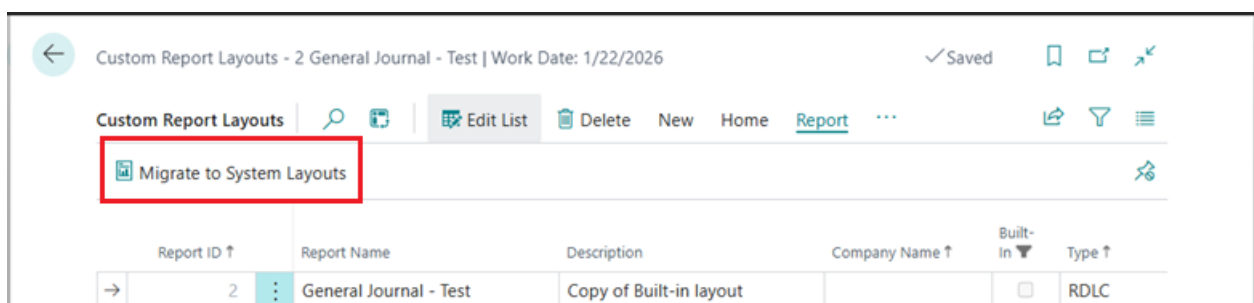 Custom Report Layouts - 2 General Journal - Test | Work Date: 1/22/2026 ✓Saved
Custom Report Layouts Edit List Delete New Home Report ···
Migrate to System Layouts
Report ID ↑ Report Name Description Company Name ↑ Built-
In Type ↑
→ 2 General Journal - Test Copy of Built-in layout RDLC